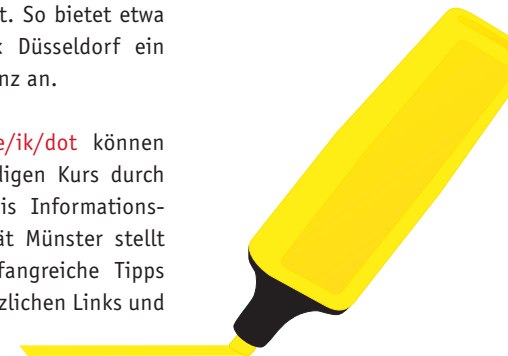 t. So bietet etwa
k Düsseldorf ein
nz an.
e/ik/dot können
digen Kurs durch
is Informations-
ät Münster stellt
fangreiche Tipps
zlichen Links und